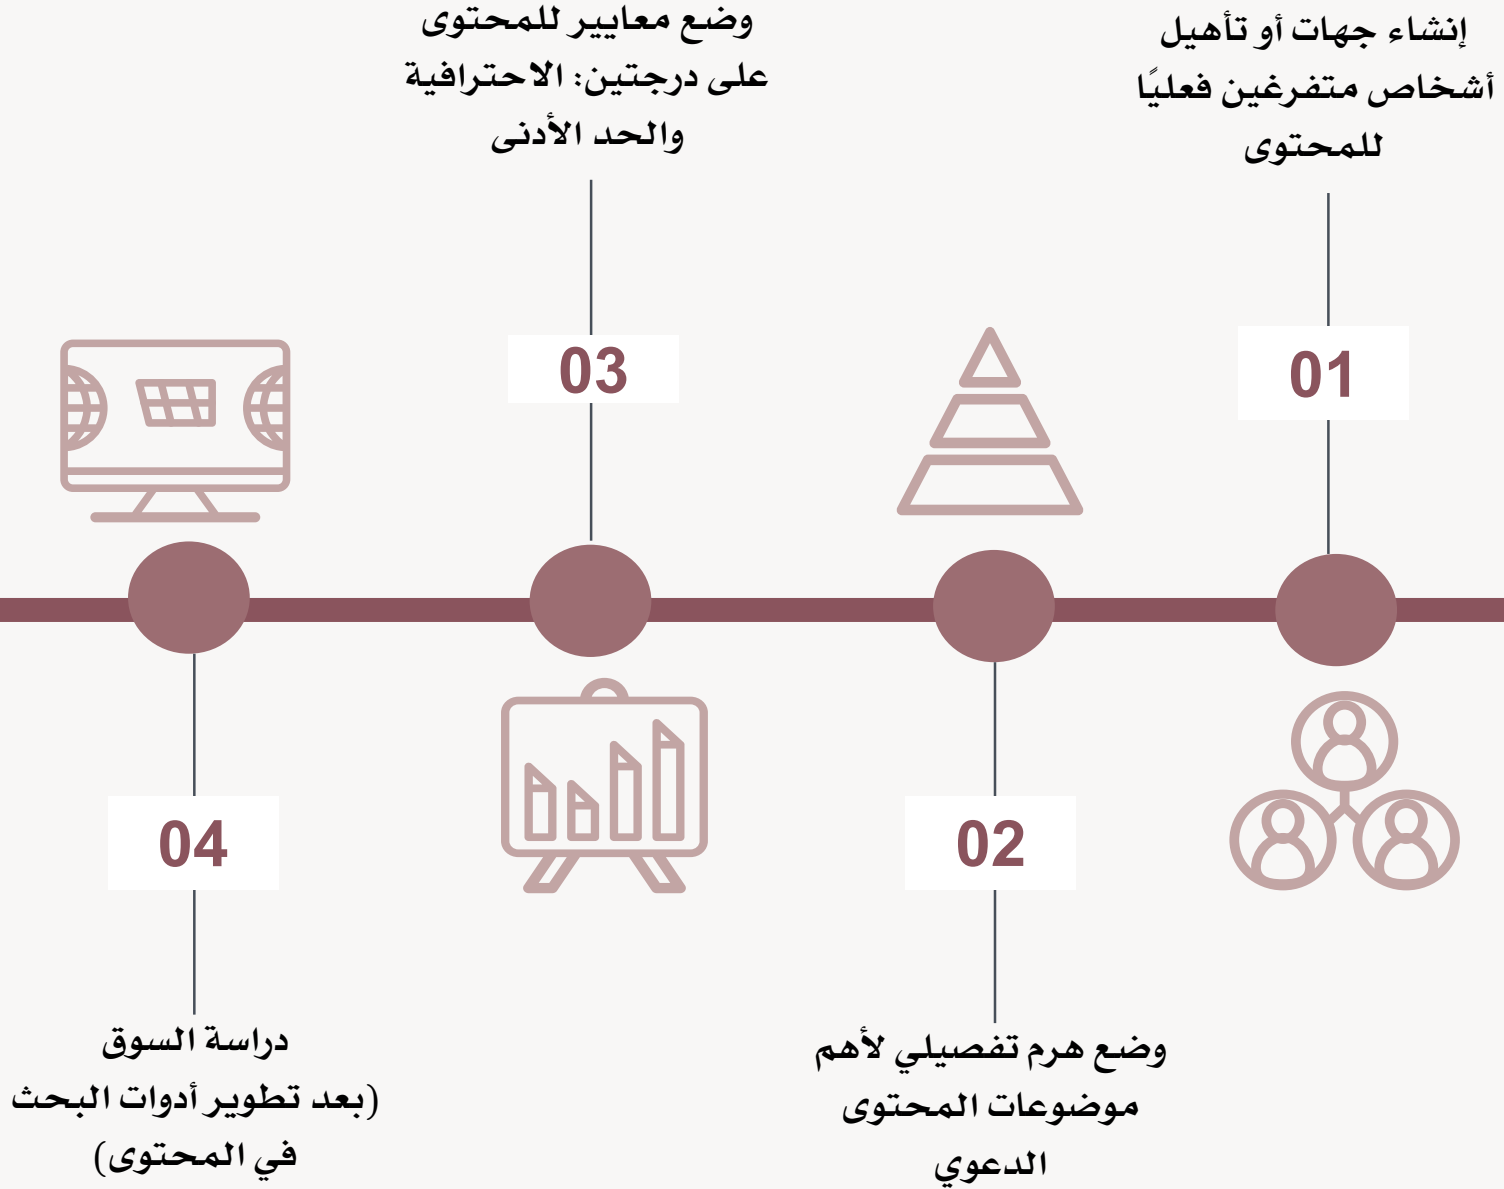 إنشاء جهات أو تأهيل
أشخاص متفرغين فعليًا
للمحتوى
01
02
وضع هرم تفصيلي لأهم
موضوعات المحتوى
الدعوي
وضع معايير للمحتوى
على درجتين: الاحترافية
والحد الأدنى
03
04
دراسة السوق
(بعد تطوير أدوات البحث
في المحتوى)